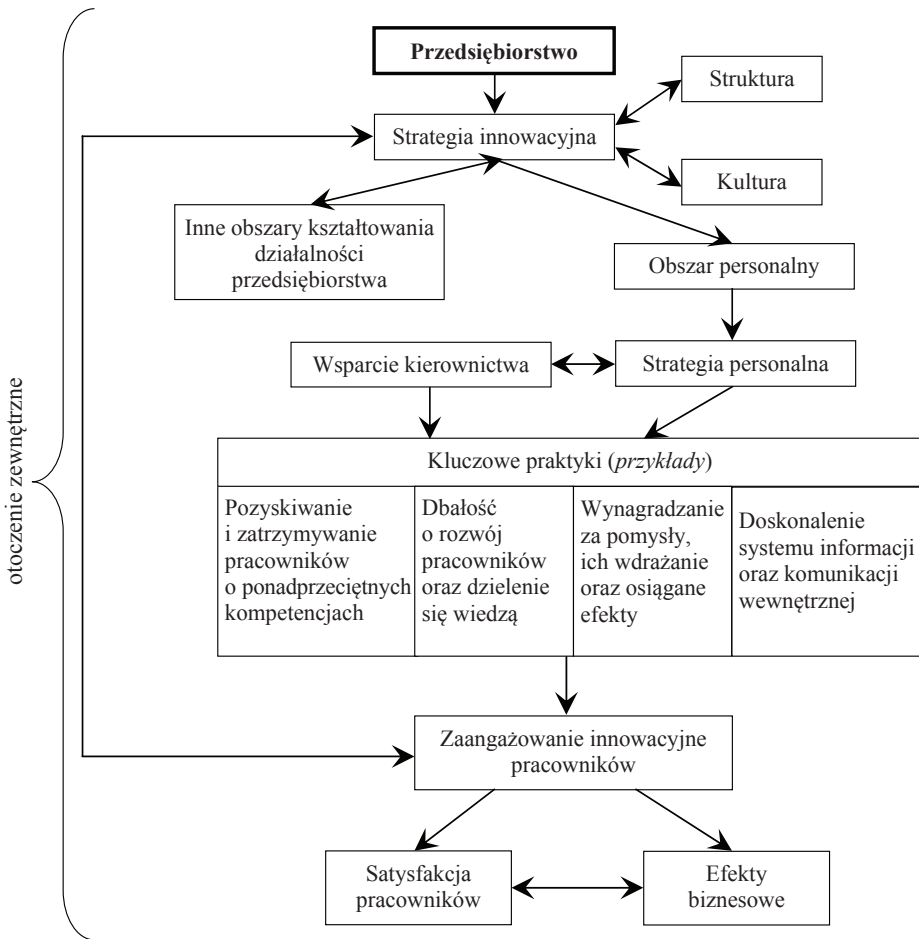 Przedsiębiorstwo
Struktura
Strategia innowacyjna
Kultura
Inne obszary kształtowania
działalności
przedsiębiorstwa
Obszar personalny
Wsparcie kierownictwa
Strategia personalna
otoczenie zewnętrzne
Kluczowe praktyki (przykłady)
Pozyskiwanie
i zatrzymywanie
pracowników
o ponadprzeciętnych
kompetencjach
Dbałość
o rozwój
pracowników
oraz dzielenie
się wiedzą
Wynagradzanie
za pomysły,
ich wdrażanie
oraz osiągane
efekty
Doskonalenie
systemu informacji
oraz komunikacji
wewnętrznej
Zaangażowanie innowacyjne
pracowników
Satysfakcja
pracowników
Efekty
biznesowe